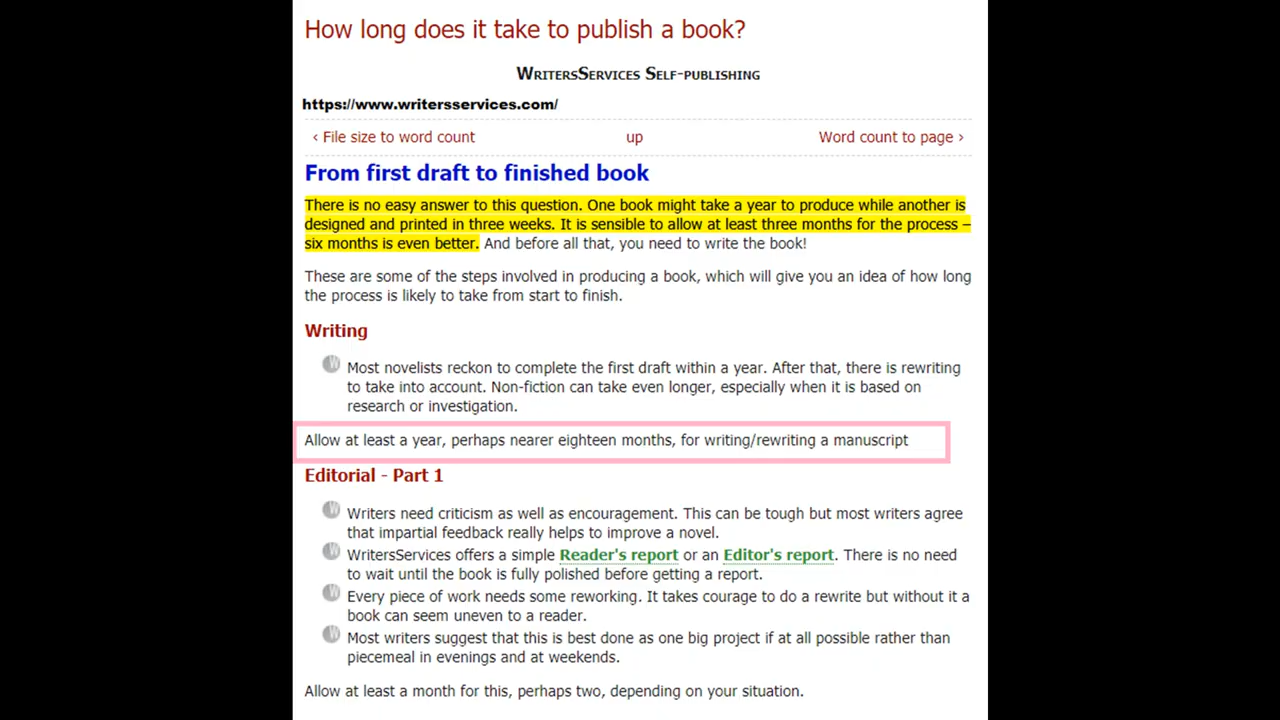 How long does it take to publish a book?
WritersServices Self-publishing
https://www.writersservices.com/
‹ File size to word count up Word count to page ›
From first draft to finished book
There is no easy answer to this question. One book might take a year to produce while another is
designed and printed in three weeks. It is sensible to allow at least three months for the process –
six months is even better. And before all that, you need to write the book!
These are some of the steps involved in producing a book, which will give you an idea of how long
the process is likely to take from start to finish.
Writing
Most novelists reckon to complete the first draft within a year. After that, there is rewriting
to take into account. Non-fiction can take even longer, especially when it is based on
research or investigation.
Allow at least a year, perhaps nearer eighteen months, for writing/rewriting a manuscript
Editorial - Part 1
Writers need criticism as well as encouragement. This can be tough but most writers agree
that impartial feedback really helps to improve a novel.
WritersServices offers a simple Reader's report or an Editor's report. There is no need
to wait until the book is fully polished before getting a report.
Every piece of work needs some reworking. It takes courage to do a rewrite but without it a
book can seem uneven to a reader.
Most writers suggest that this is best done as one big project if at all possible rather than
piecemeal in evenings and at weekends.
Allow at least a month for this, perhaps two, depending on your situation.